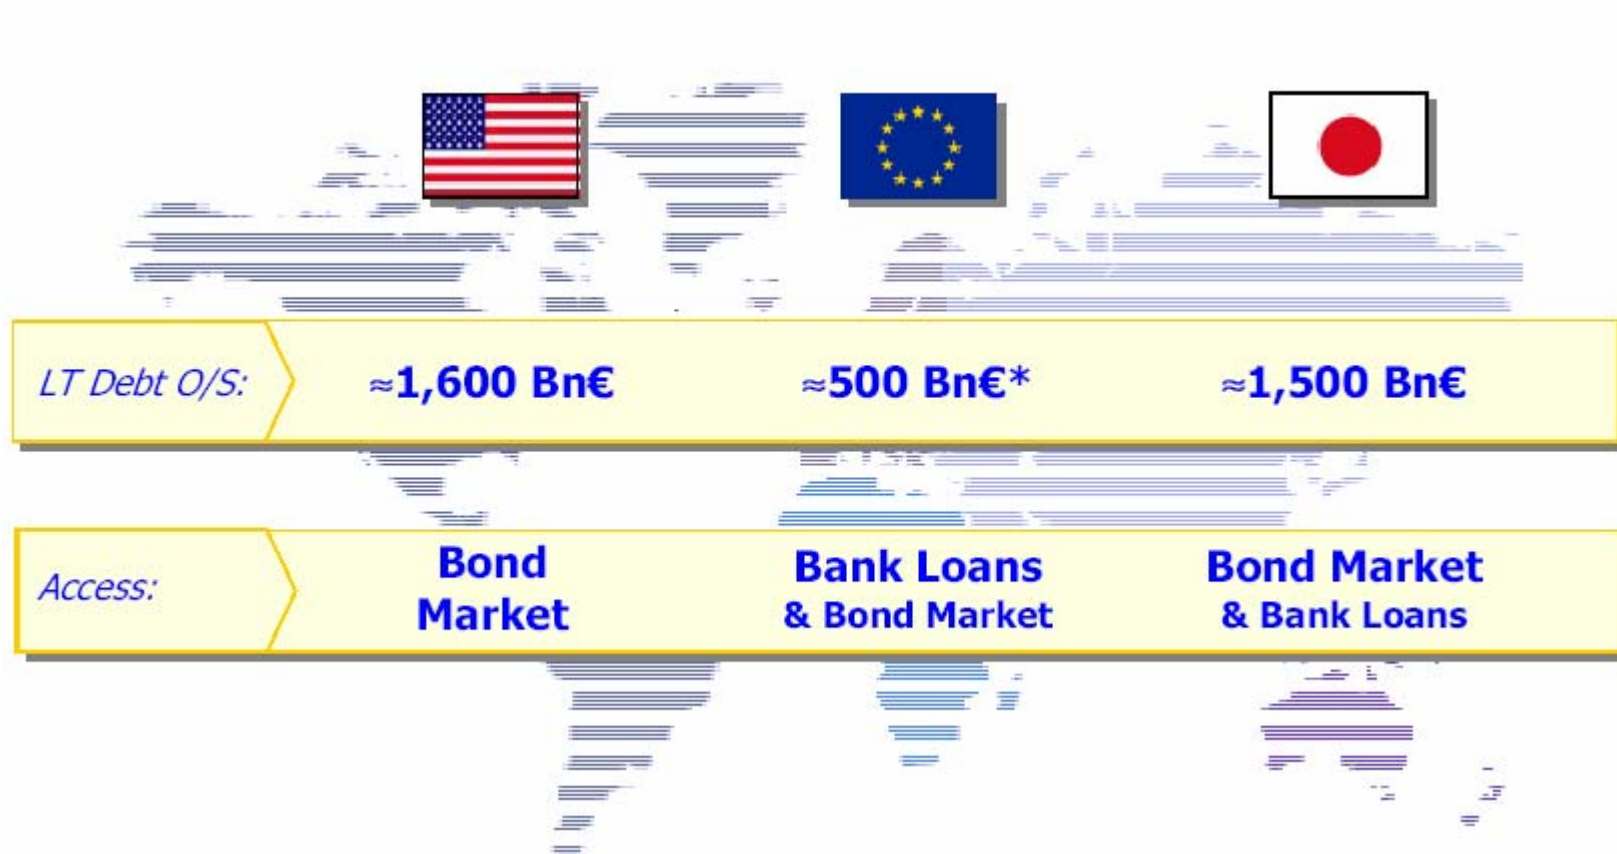 LT Debt O/S: ≈1,600 Bn€ ≈500 Bn€* ≈1,500 Bn€
Access:
Bond
Market
Bank Loans
& Bond Market
Bond Market
& Bank Loans